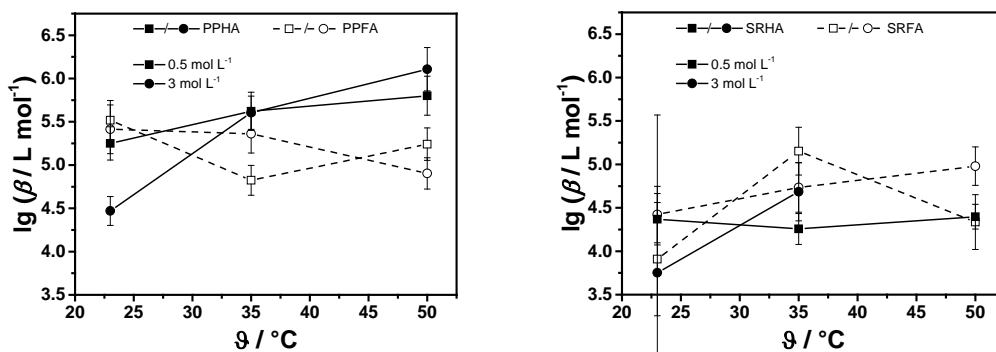 ■/● PPHA □/○ PPFA
0.5 mol L⁻¹
3 mol L⁻¹
6.5
6.0
5.5
5.0
4.5
4.0
3.5
20 25 30 35 40 45 50
lg (β / L mol⁻¹)
ϑ / °C
■/● SRHA □/○ SRFA
0.5 mol L⁻¹
3 mol L⁻¹
6.5
6.0
5.5
5.0
4.5
4.0
3.5
20 25 30 35 40 45 50
lg (β / L mol⁻¹)
ϑ / °C